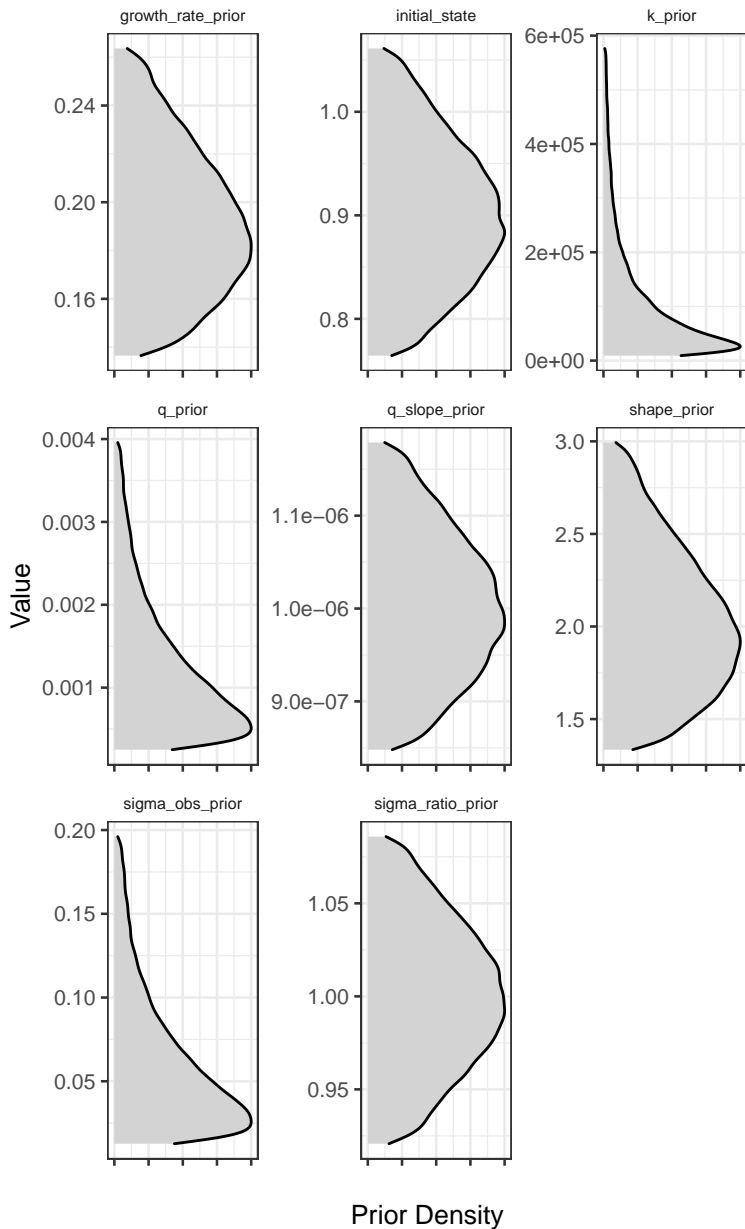 growth_rate_prior
initial_state
k_prior
0.24
0.20
0.16
1.0
0.9
0.8
6e+05
4e+05
2e+05
0e+00
q_prior
q_slope_prior
shape_prior
0.004
0.003
0.002
0.001
1.1e−06
1.0e−06
9.0e−07
3.0
2.5
2.0
1.5
Value
sigma_obs_prior
sigma_ratio_prior
0.20
0.15
0.10
0.05
1.05
1.00
0.95
Prior Density